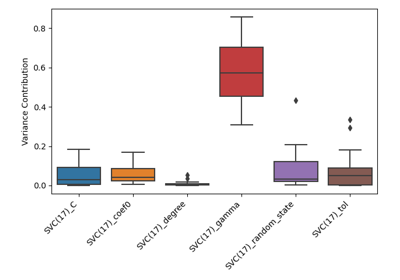 0.8
0.6
0.4
0.2
0.0
Variance Contribution
SVC(17)_C
SVC(17)_coef0
SVC(17)_degree
SVC(17)_gamma
SVC(17)_random_state
SVC(17)_tol